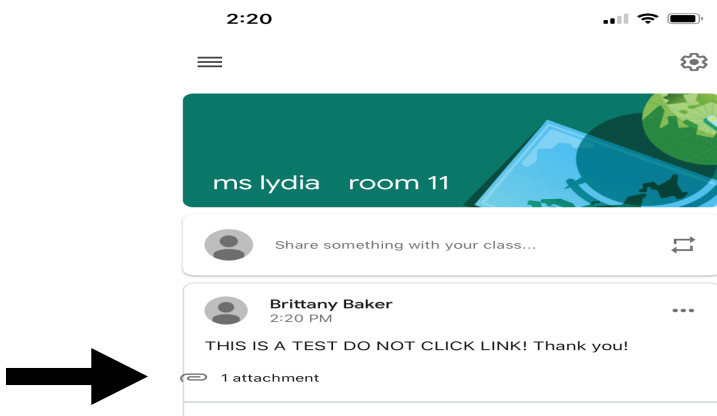 2:20
ms lydia room 11
Share something with your class...
Brittany Baker
2:20 PM
THIS IS A TEST DO NOT CLICK LINK! Thank you!
1 attachment